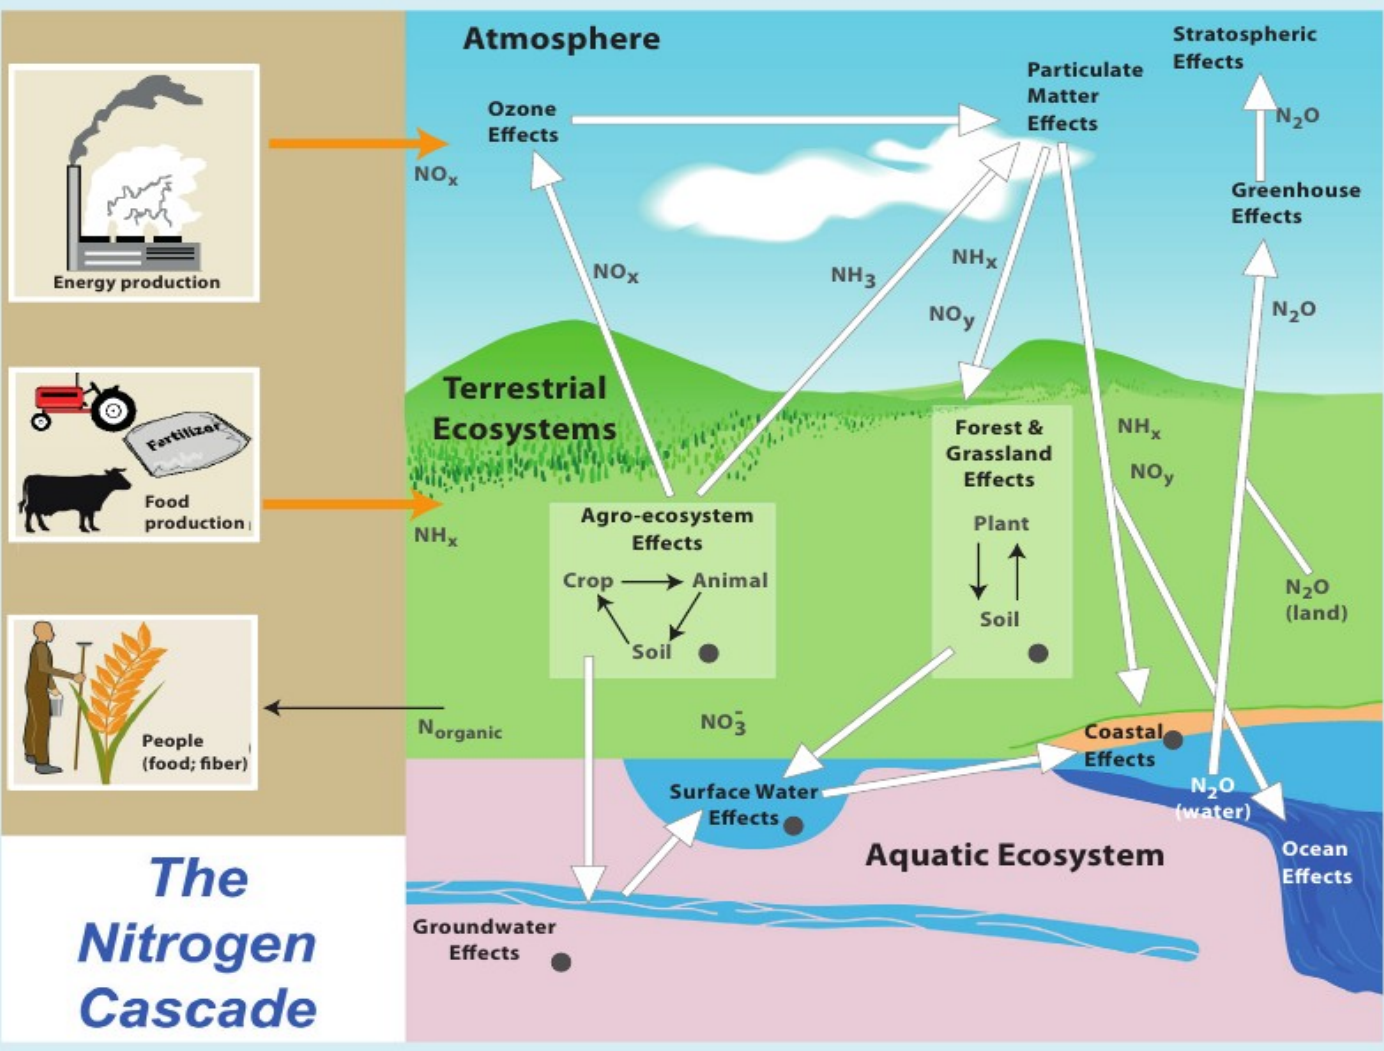 Atmosphere
Stratospheric
Effects
Particulate
Matter
Effects
Ozone
Effects
N₂O
NOₓ
Greenhouse
Effects
Energy production
NOₓ
NH₃
NHₓ
NOy
N₂O
Terrestrial
Ecosystems
Fertilizer
Food
production
NHₓ
Forest &
Grassland
Effects
Plant
Soil
NHₓ
NOy
Agro-ecosystem
Effects
Crop
Animal
Soil
N₂O
(land)
People
(food; fiber)
Norganic
NO₃⁻
Coastal
Effects
Surface Water
Effects
N₂O
(water)
Aquatic Ecosystem
Ocean
Effects
Groundwater
Effects
The
Nitrogen
Cascade